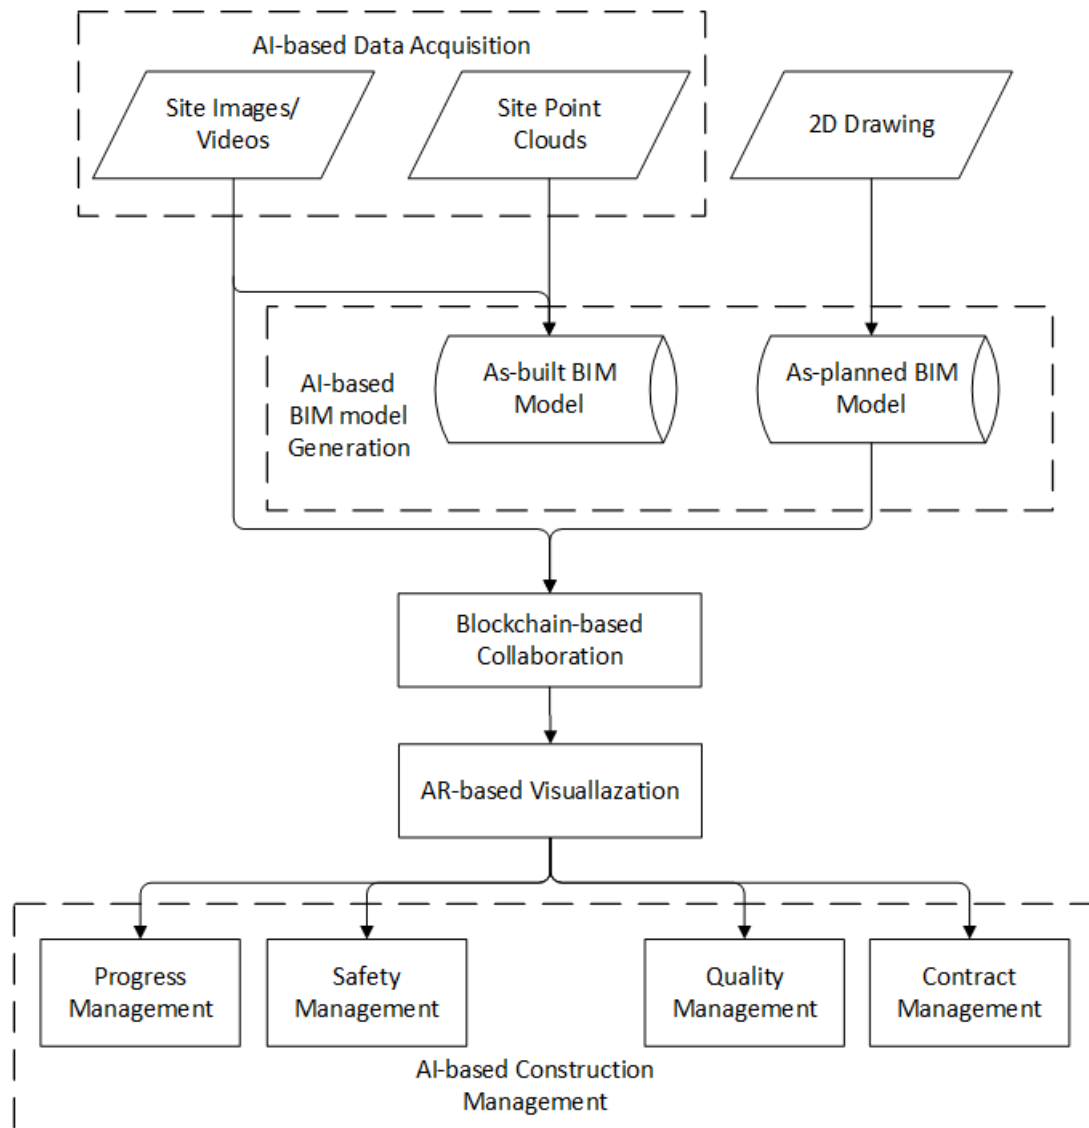 AI-based Data Acquisition
Site Images/
Videos
Site Point
Clouds
2D Drawing
AI-based
BIM model
Generation
As-built BIM
Model
As-planned BIM
Model
Blockchain-based
Collaboration
AR-based Visuallazation
Progress
Management
Safety
Management
Quality
Management
Contract
Management
AI-based Construction
Management